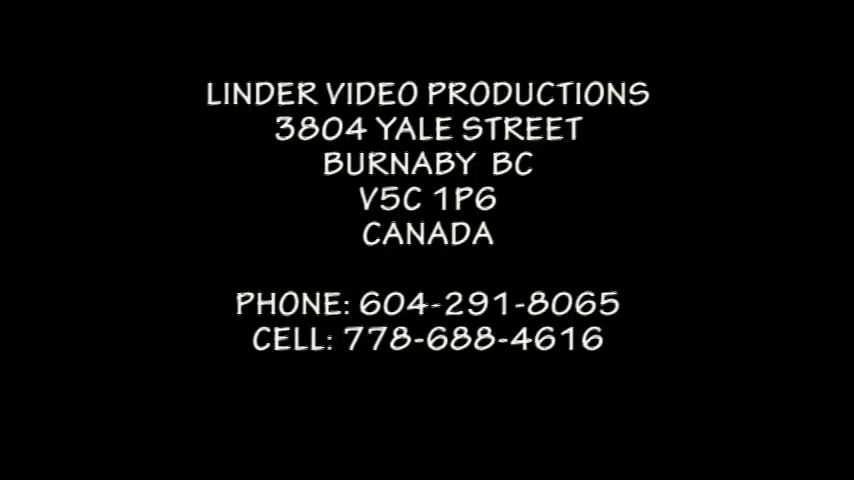 LINDER VIDEO PRODUCTIONS
3804 YALE STREET
BURNABY BC
V5C 1P6
CANADA
PHONE: 604-291-8065
CELL: 778-688-4616